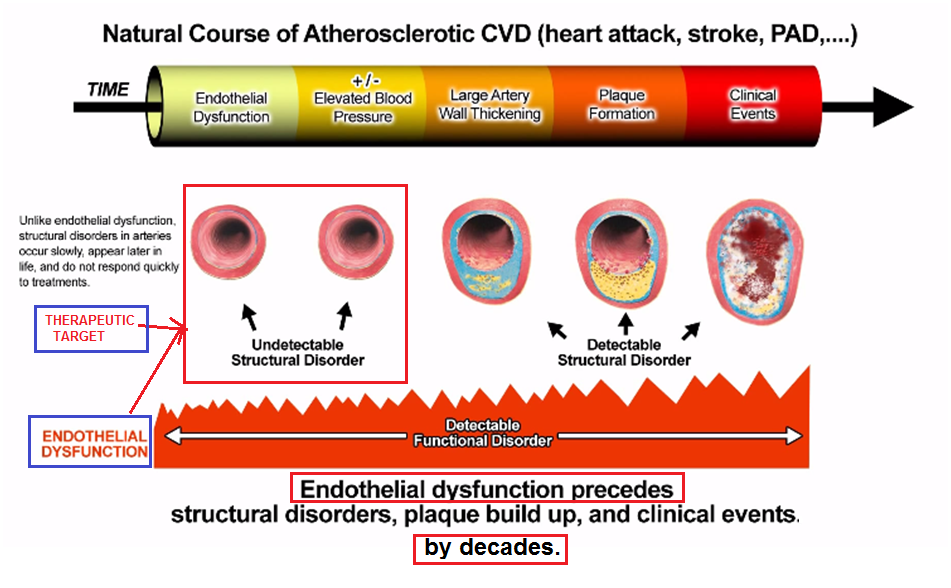 Natural Course of Atherosclerotic CVD (heart attack, stroke, PAD,....)
TIME
Endothelial
Dysfunction
+/-
Elevated Blood
Pressure
Large Artery
Wall Thickening
Plaque
Formation
Clinical
Events
Unlike endothelial dysfunction,
structural disorders in arteries
occur slowly, appear later in
life, and do not respond quickly
to treatments.
THERAPEUTIC
TARGET
Undetectable
Structural Disorder
Detectable
Structural Disorder
ENDOTHELIAL
DYSFUNCTION
Detectable
Functional Disorder
Endothelial dysfunction precedes
structural disorders, plaque build up, and clinical events.
by decades.